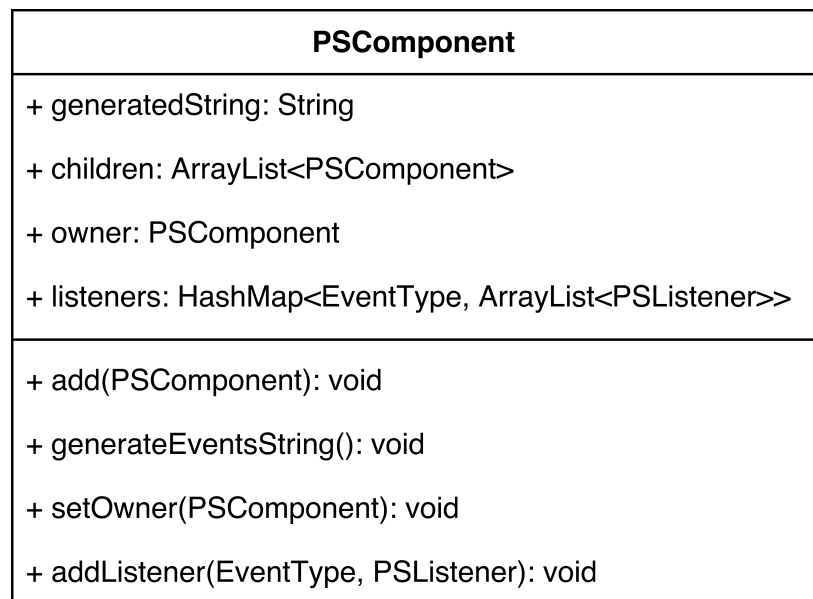 PSComponent
+ generatedString: String
+ children: ArrayList<PSComponent>
+ owner: PSComponent
+ listeners: HashMap<EventType, ArrayList<PSListener>>
+ add(PSComponent): void
+ generateEventsString(): void
+ setOwner(PSComponent): void
+ addListener(EventType, PSListener): void